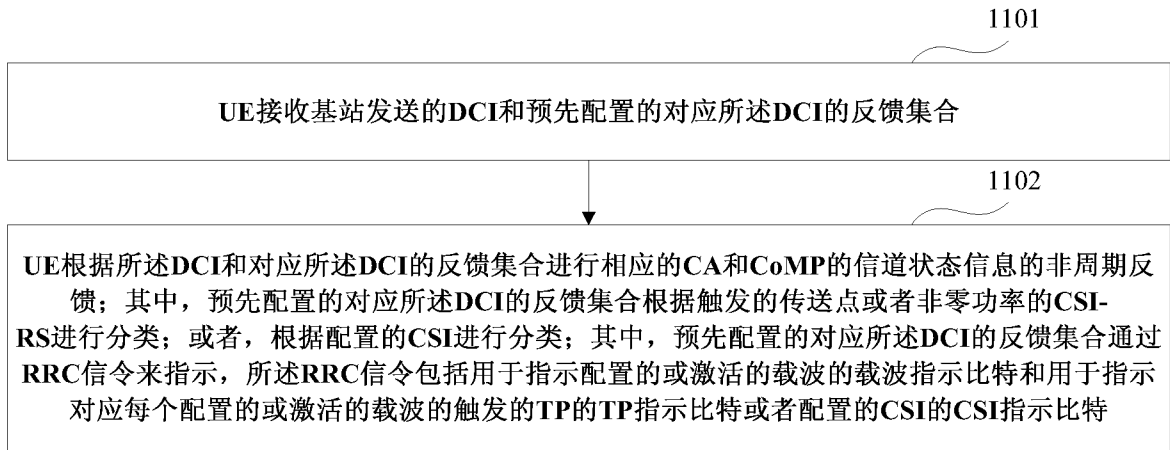 1101
UE接收基站发送的DCI和预先配置的对应所述DCI的反馈集合
1102
UE根据所述DCI和对应所述DCI的反馈集合进行相应的CA和CoMP的信道状态信息的非周期反
馈；其中，预先配置的对应所述DCI的反馈集合根据触发的传送点或者非零功率的CSI-
RS进行分类；或者，根据配置的CSI进行分类；其中，预先配置的对应所述DCI的反馈集合通过
RRC信令来指示，所述RRC信令包括用于指示配置的或激活的载波的载波指示比特和用于指示
对应每个配置的或激活的载波的触发的TP的TP指示比特或者配置的CSI的CSI指示比特